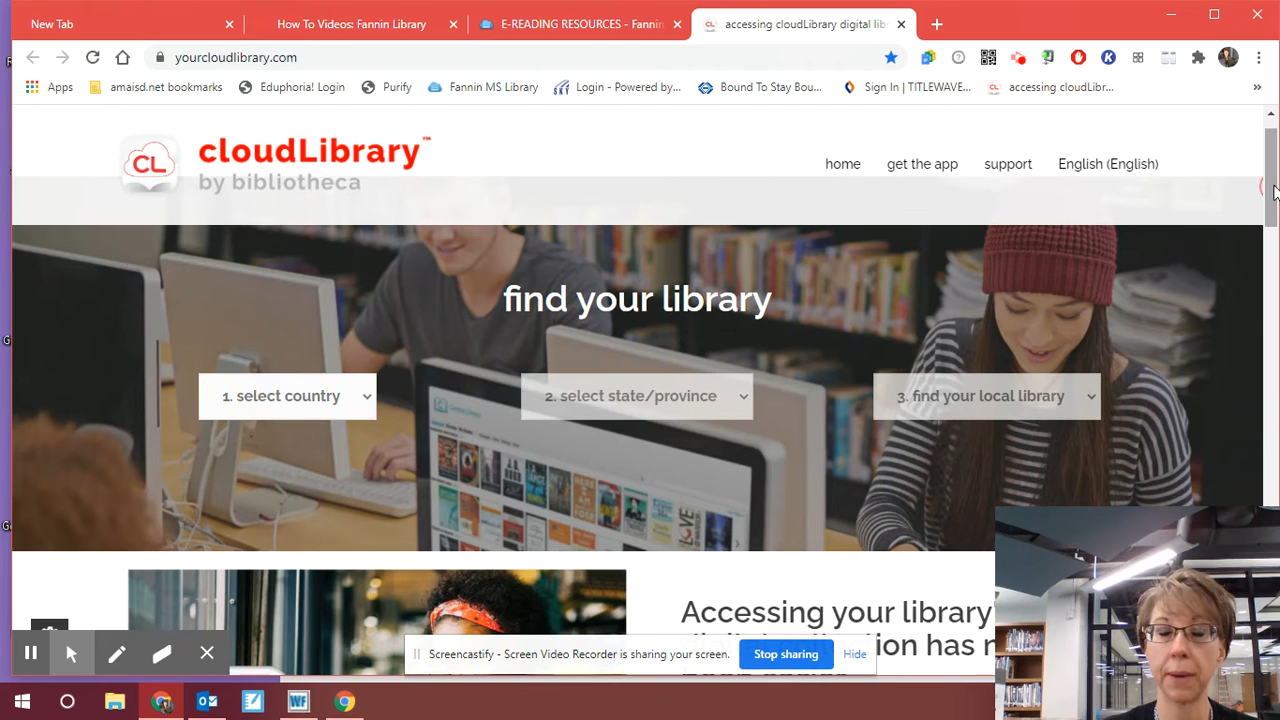 New Tab
How To Videos: Fannin Library
E-READING RESOURCES - Fannin
accessing cloudLibrary digital lib
yourcloudlibrary.com
Apps
amaisd.net bookmarks
Eduphoria! Login
Purify
Fannin MS Library
Login - Powered by...
Bound To Stay Bou...
Sign In | TITLEWAVE...
accessing cloudLibr...
»
CL
cloudLibrary™
by bibliotheca
home
get the app
support
English (English)
find your library
1. select country
2. select state/province
3. find your local library
Accessing your library'
Screencastify - Screen Video Recorder is sharing your screen.
Stop sharing
Hide